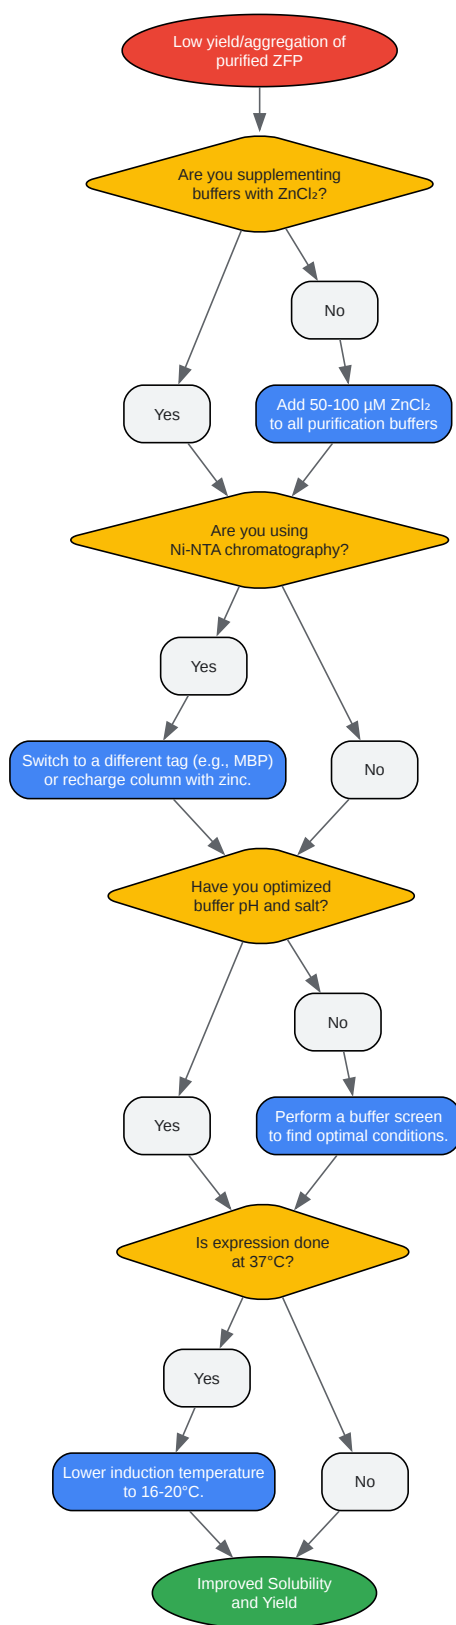 Low yield/aggregation of
purified ZFP
Are you supplementing
buffers with ZnCl₂?
No
Yes
Add 50-100 µM ZnCl₂
to all purification buffers
Are you using
Ni-NTA chromatography?
Yes
Switch to a different tag (e.g., MBP)
or recharge column with zinc.
No
Have you optimized
buffer pH and salt?
No
Yes
Perform a buffer screen
to find optimal conditions.
Is expression done
at 37°C?
Yes
Lower induction temperature
to 16-20°C.
No
Improved Solubility
and Yield